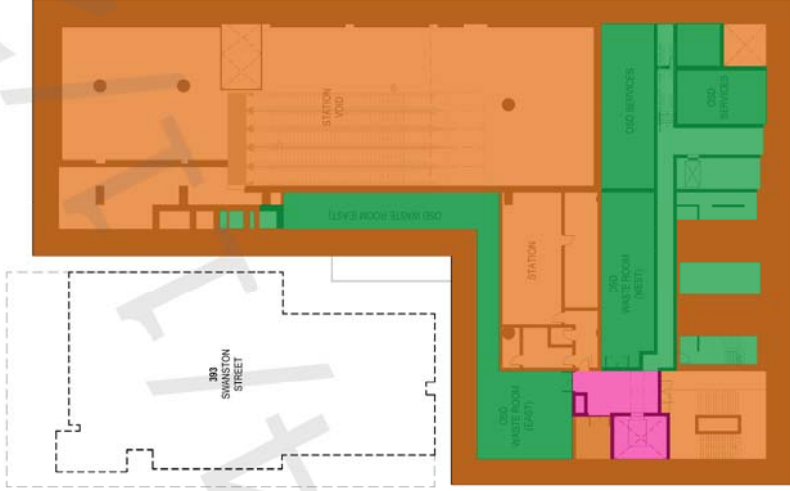 STATION
VOID
OSD SERVICES
OSD
SERVICES
OSD WASTE ROOM (EAST)
STATION
OSD
WASTE ROOM
(WEST)
OSD
WASTE ROOM
(EAST)
393
SWANSTON
STREET